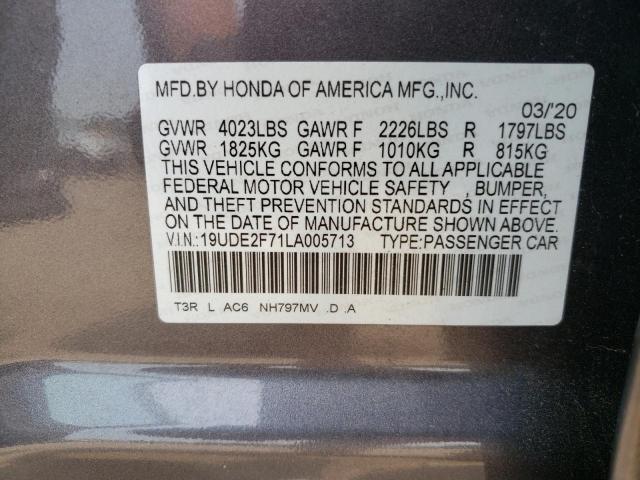 MFD.BY HONDA OF AMERICA MFG.,INC.
03/'20
GVWR 4023LBS GAWR F 2226LBS R 1797LBS
GVWR 1825KG GAWR F 1010KG R 815KG
THIS VEHICLE CONFORMS TO ALL APPLICABLE
FEDERAL MOTOR VEHICLE SAFETY , BUMPER,
AND THEFT PREVENTION STANDARDS IN EFFECT
ON THE DATE OF MANUFACTURE SHOWN ABOVE.
V.I.N.:19UDE2F71LA005713 TYPE:PASSENGER CAR
T3R L AC6 NH797MV .D .A